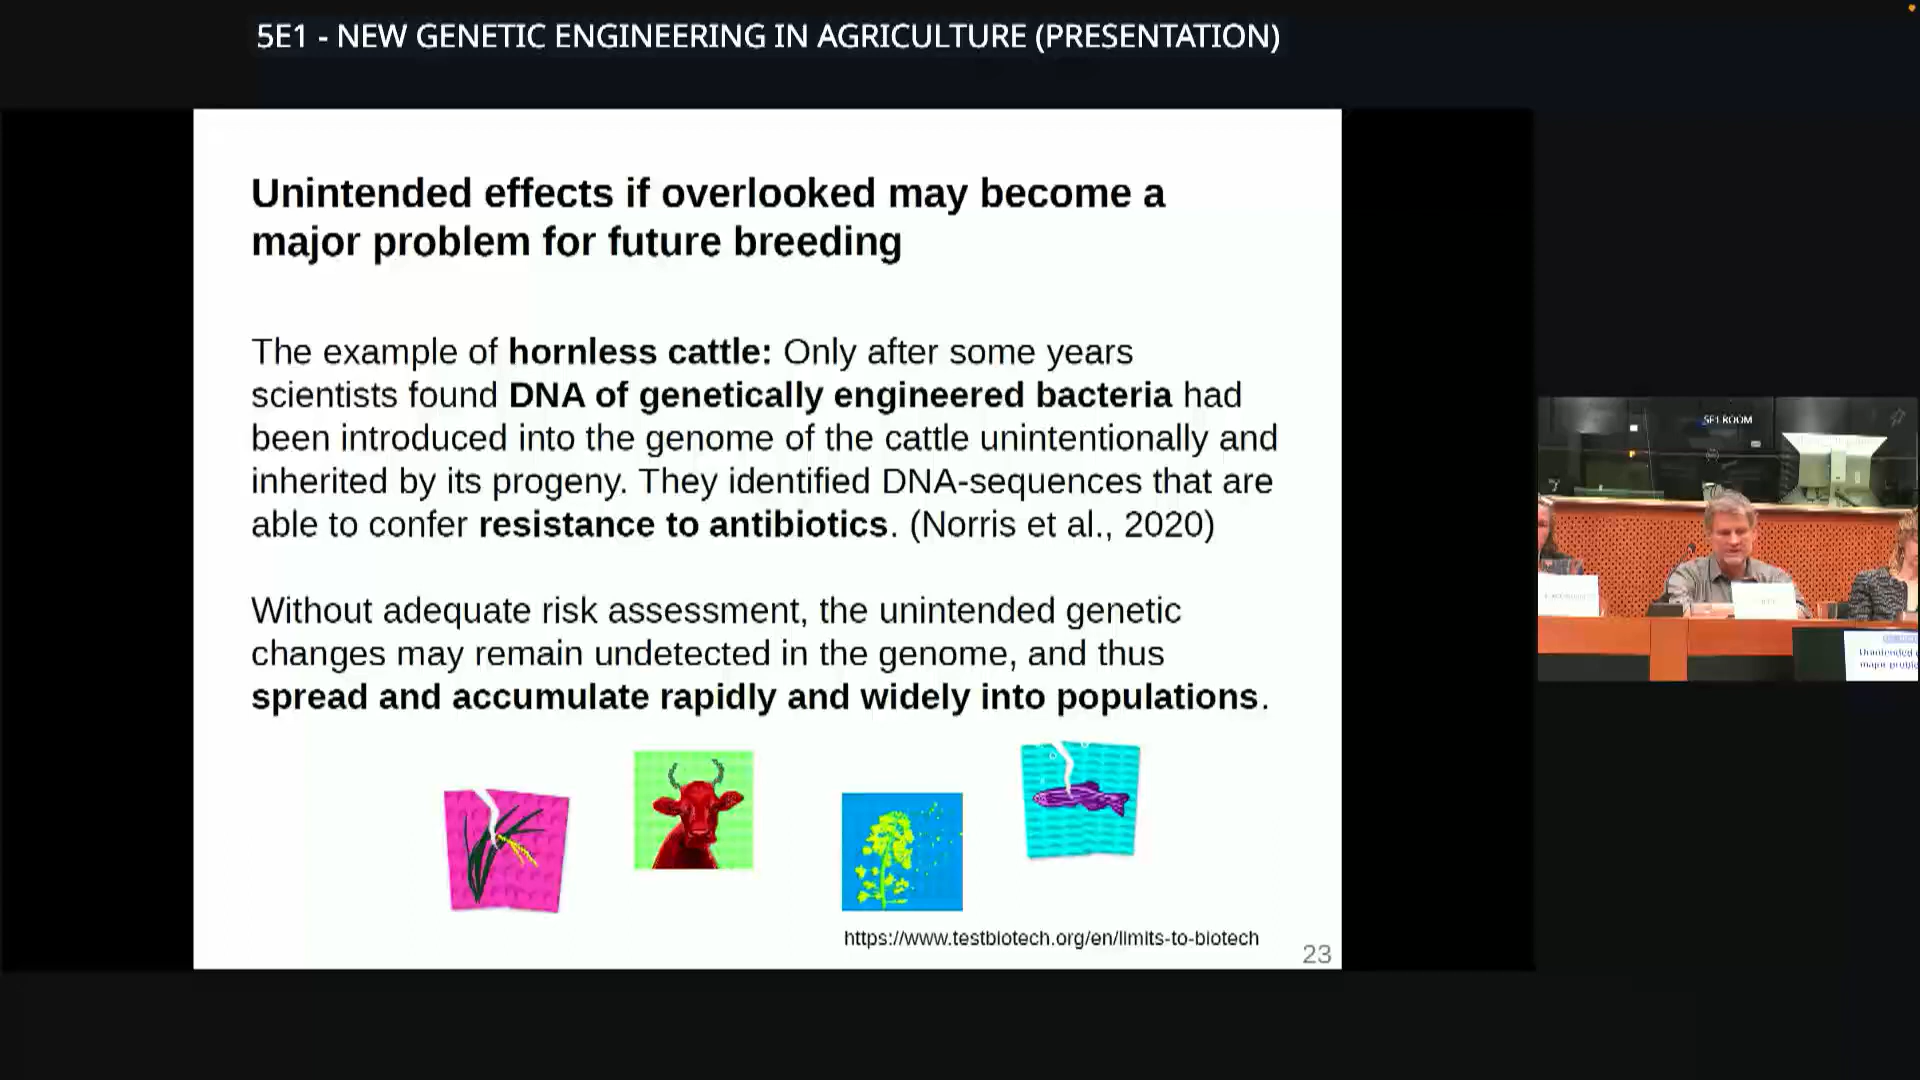 5E1 - NEW GENETIC ENGINEERING IN AGRICULTURE (PRESENTATION)
Unintended effects if overlooked may become a
major problem for future breeding
The example of hornless cattle: Only after some years
scientists found DNA of genetically engineered bacteria had
been introduced into the genome of the cattle unintentionally and
inherited by its progeny. They identified DNA-sequences that are
able to confer resistance to antibiotics. (Norris et al., 2020)
Without adequate risk assessment, the unintended genetic
changes may remain undetected in the genome, and thus
spread and accumulate rapidly and widely into populations.
https://www.testbiotech.org/en/limits-to-biotech
23
5E1 ROOM
Unintended
major proble